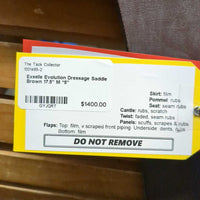 The Tack Collector
Exselle Evolution Dressage Saddle
Brown 17.5" M "8"
$1400.00
GYJQRT
Skirt: film
Pommel: rubs
Seat: seam rubs
Cantle: rubs, scratch
Twist: faded, seam rubs
Panels: scuffs, scrapes & rubs
Flaps: Top: film, v scraped front piping. Underside: dents, rubs
Bottom: film
DO NOT REMOVE